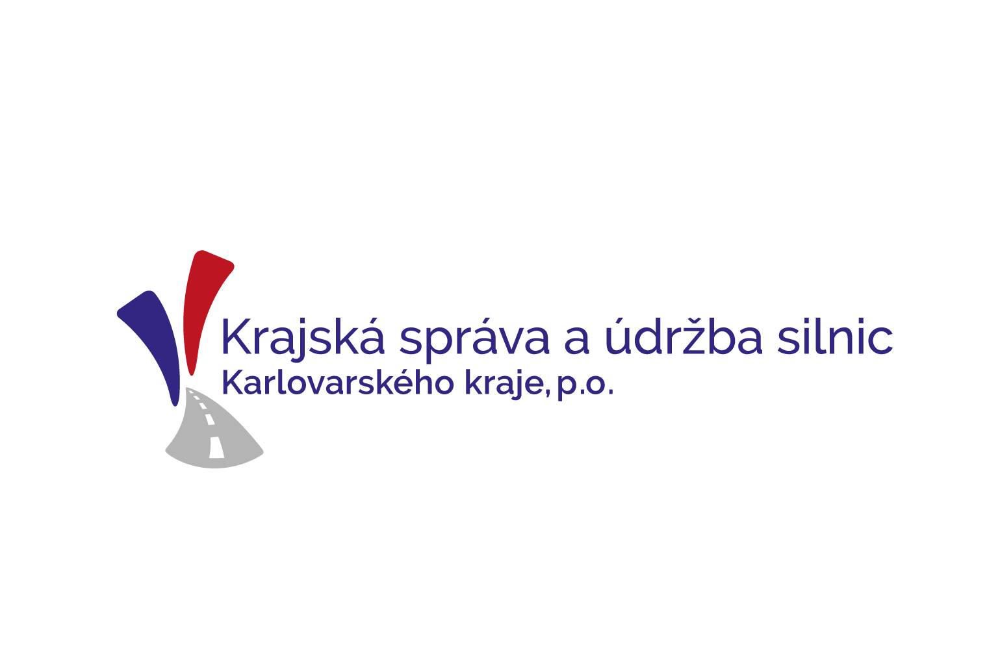 Krajská správa a údržba silnic
Karlovarského kraje, p.o.